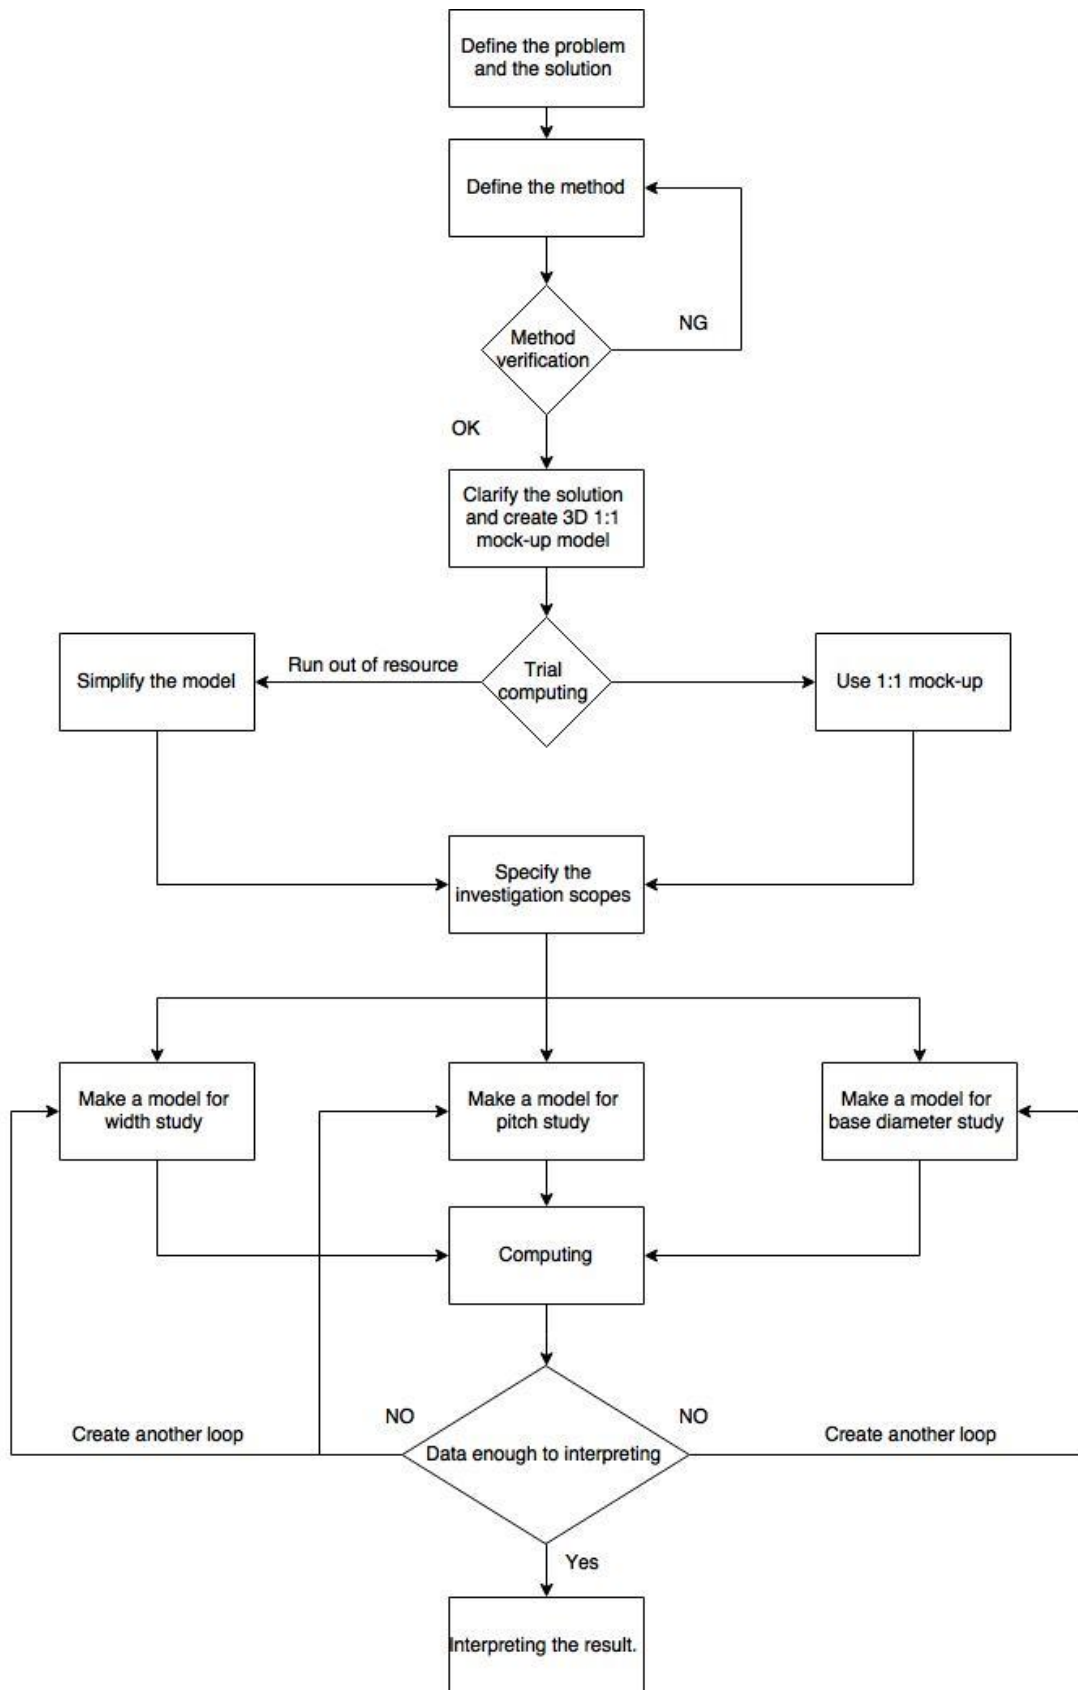 Define the problem
and the solution
Define the method
Method
verification
NG
OK
Clarify the solution
and create 3D 1:1
mock-up model
Simplify the model
Run out of resource
Trial
computing
Use 1:1 mock-up
Specify the
investigation scopes
Make a model for
width study
Make a model for
pitch study
Make a model for
base diameter study
Computing
NO
NO
Create another loop
Data enough to interpreting
Create another loop
Yes
Interpreting the result.